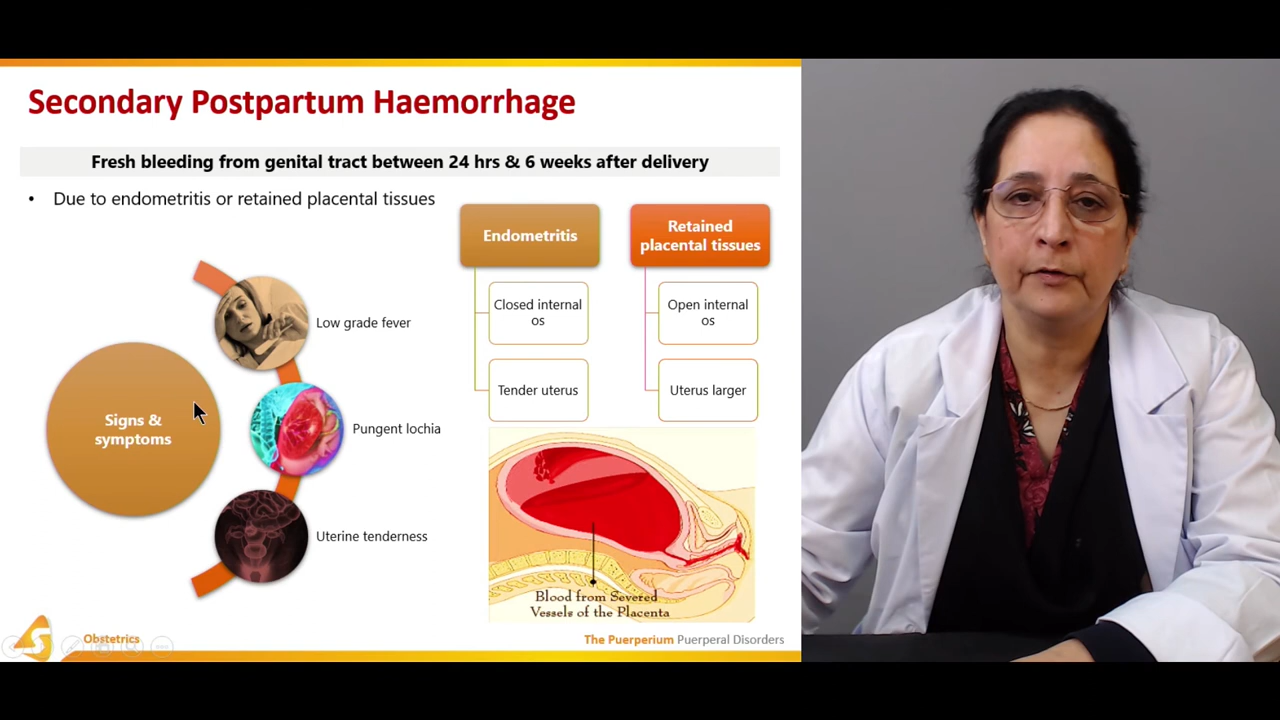 Secondary Postpartum Haemorrhage
Fresh bleeding from genital tract between 24 hrs & 6 weeks after delivery
• Due to endometritis or retained placental tissues
Endometritis
Retained
placental tissues
Closed internal
os
Open internal
os
Tender uterus
Uterus larger
Signs &
symptoms
Low grade fever
Pungent lochia
Uterine tenderness
Blood from Severed
Vessels of the Placenta
Obstetrics
The Puerperium Puerperal Disorders